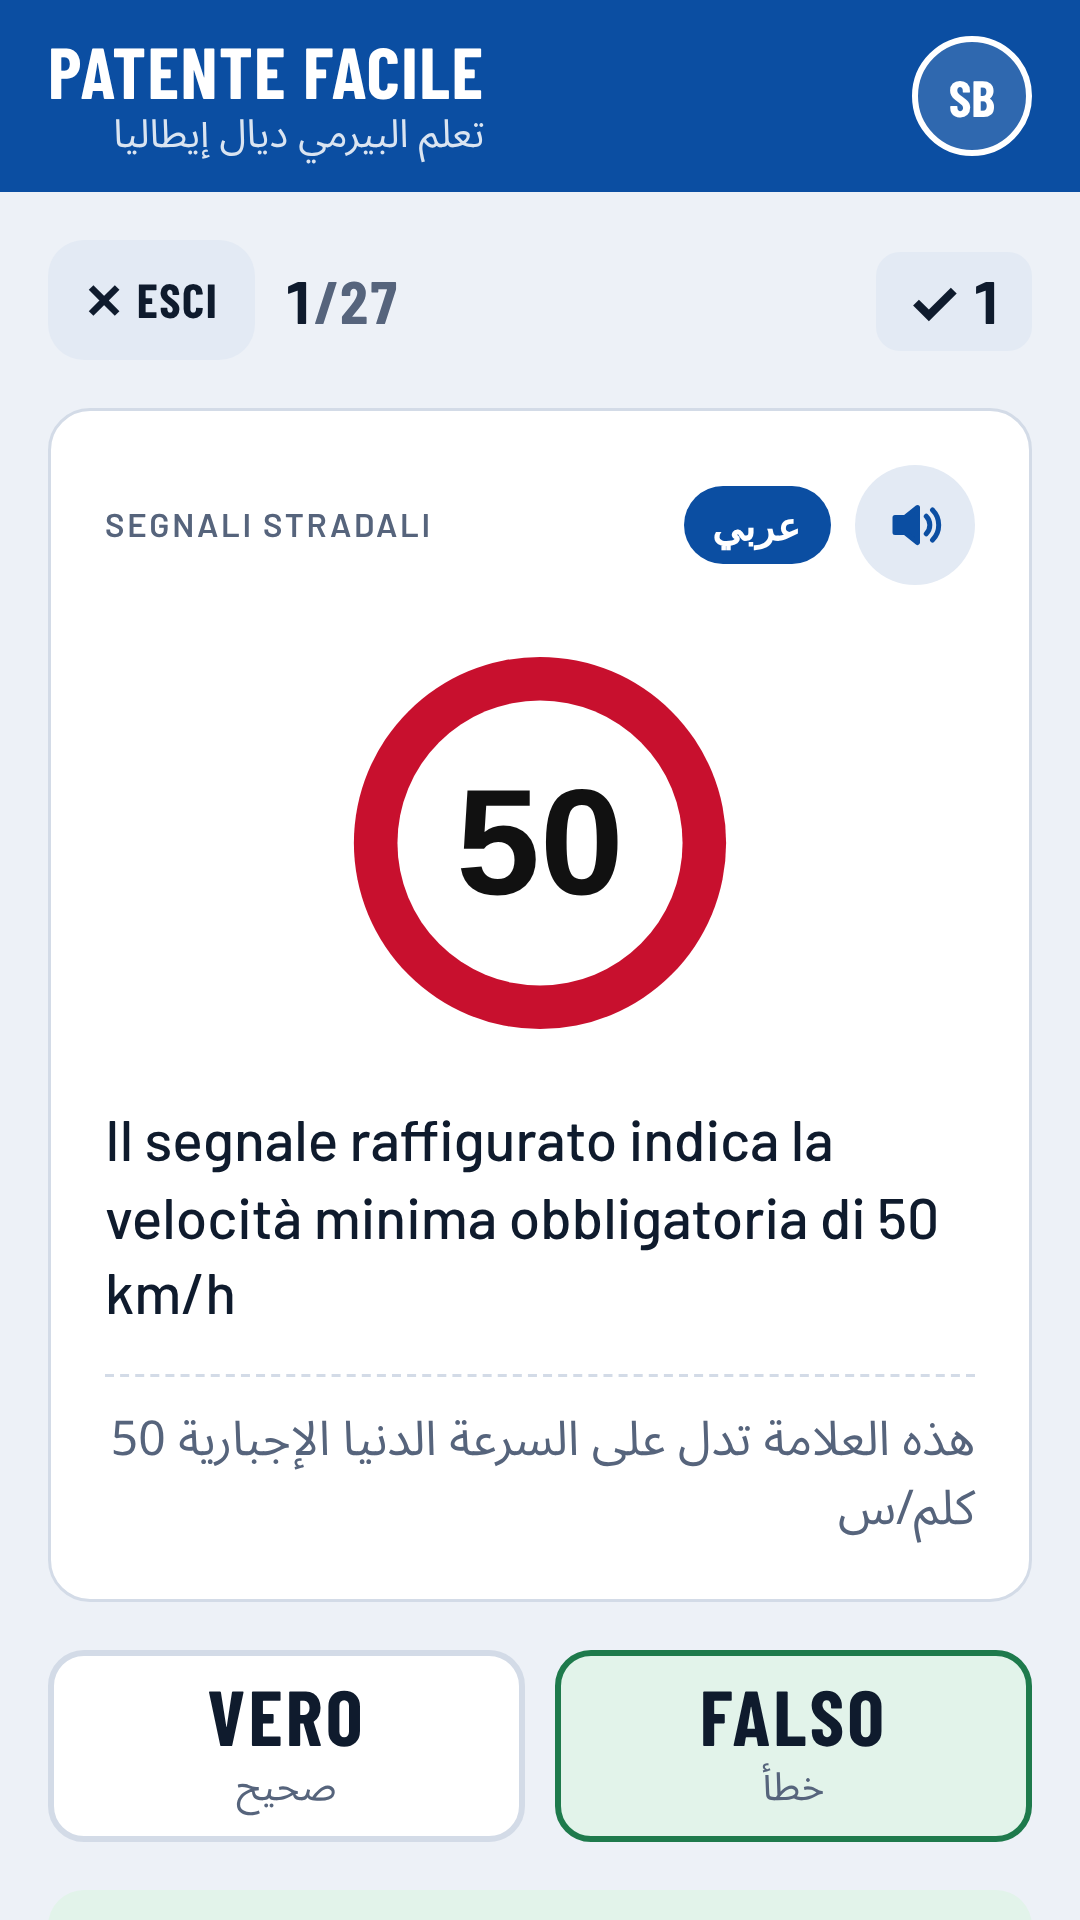 PATENTE FACILE
تعلم البيرمي ديال إيطاليا
SB
✕ ESCI
1/27
✓ 1
SEGNALI STRADALI
عربي
50
Il segnale raffigurato indica la
velocità minima obbligatoria di 50
km/h
هذه العلامة تدل على السرعة الدنيا الإجبارية 50
كلم/س
VERO
صحيح
FALSO
خطأ